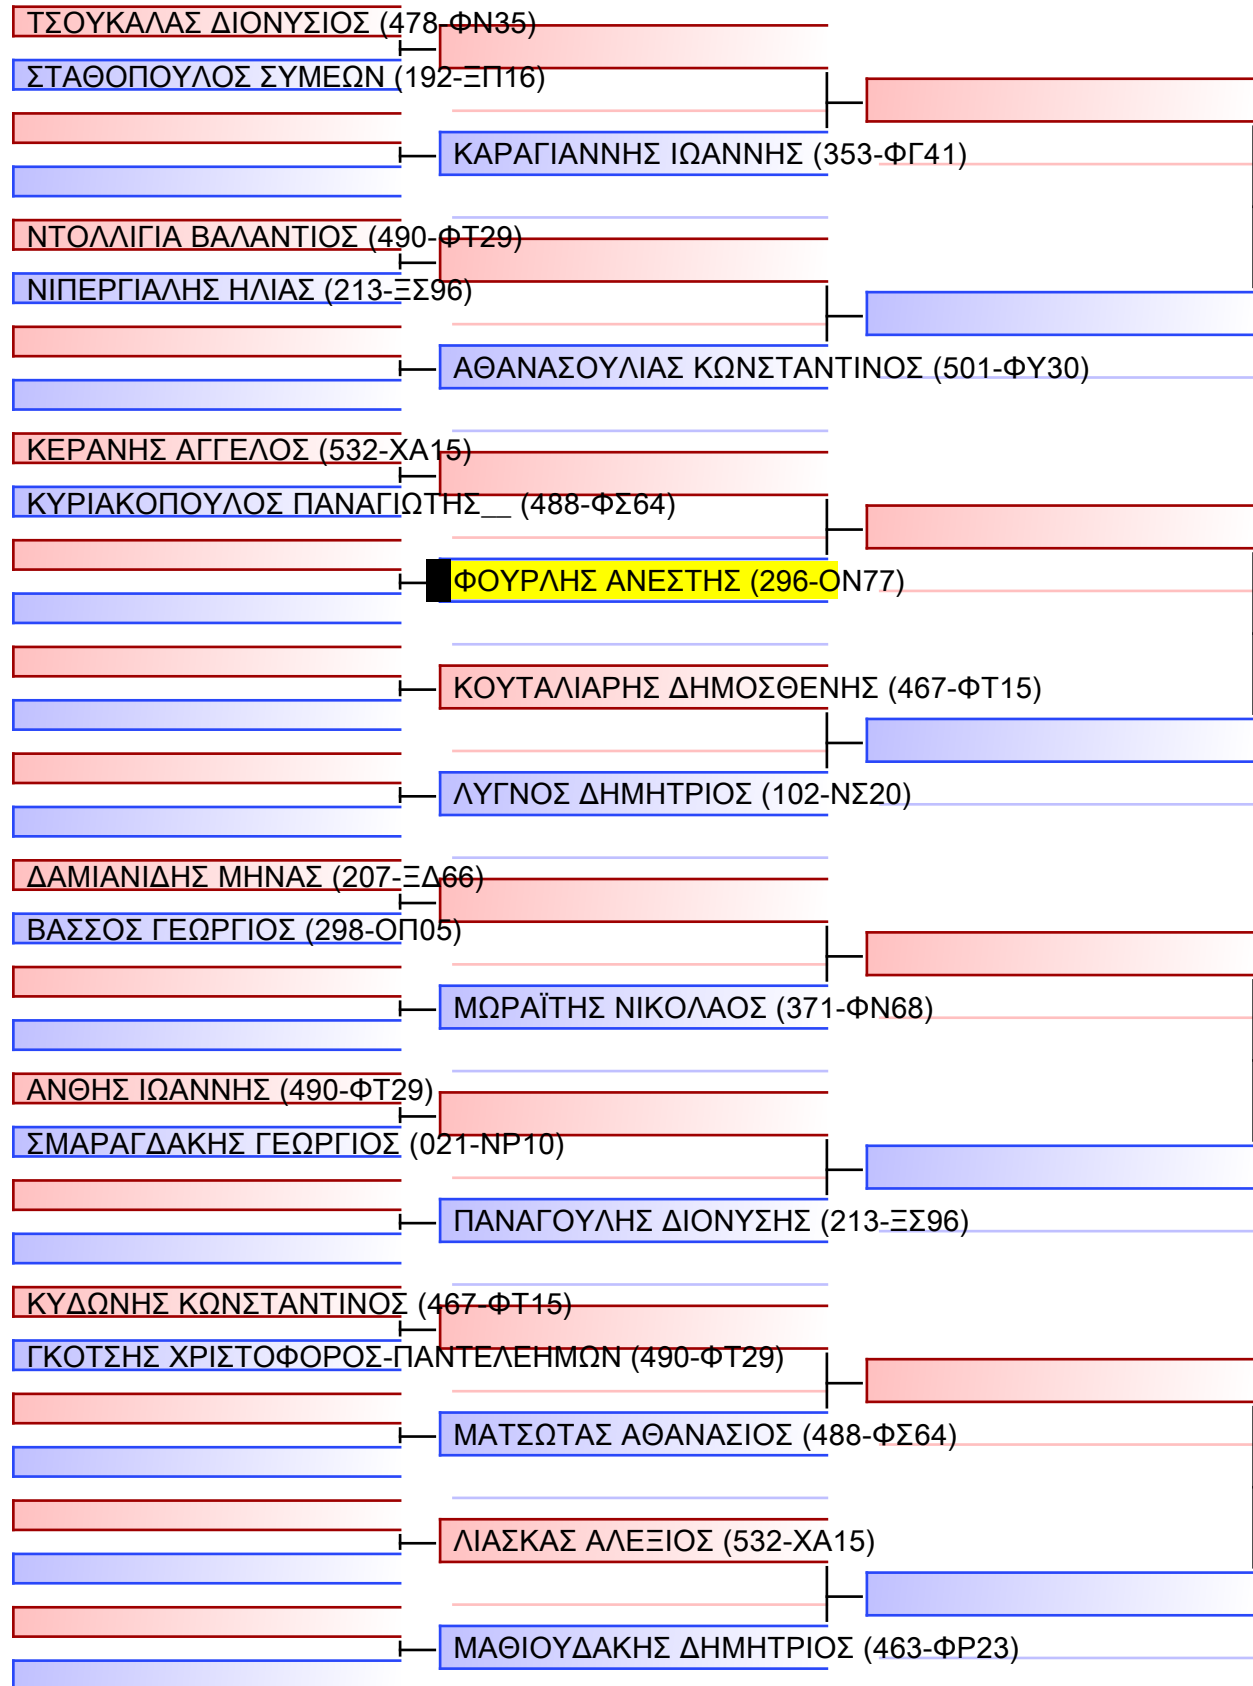 ΤΣΟΥΚΑΛΑΣ ΔΙΟΝΥΣΙΟΣ (478-ΦΝ35)
ΣΤΑΘΟΠΟΥΛΟΣ ΣΥΜΕΩΝ (192-ΞΠ16)
ΚΑΡΑΓΙΑΝΝΗΣ ΙΩΑΝΝΗΣ (353-ΦΓ41)
ΝΤΟΛΛΙΓΙΑ ΒΑΛΑΝΤΙΟΣ (490-ΦΤ29)
ΝΙΠΕΡΓΙΑΛΗΣ ΗΛΙΑΣ (213-ΞΣ96)
ΑΘΑΝΑΣΟΥΛΙΑΣ ΚΩΝΣΤΑΝΤΙΝΟΣ (501-ΦΥ30)
ΚΕΡΑΝΗΣ ΑΓΓΕΛΟΣ (532-ΧΑ15)
ΚΥΡΙΑΚΟΠΟΥΛΟΣ ΠΑΝΑΓΙΩΤΗΣ__ (488-ΦΣ64)
ΦΟΥΡΛΗΣ ΑΝΕΣΤΗΣ (296-ΟΝ77)
ΚΟΥΤΑΛΙΑΡΗΣ ΔΗΜΟΣΘΕΝΗΣ (467-ΦΤ15)
ΛΥΓΝΟΣ ΔΗΜΗΤΡΙΟΣ (102-ΝΣ20)
ΔΑΜΙΑΝΙΔΗΣ ΜΗΝΑΣ (207-ΞΔ66)
ΒΑΣΣΟΣ ΓΕΩΡΓΙΟΣ (298-ΟΠ05)
ΜΩΡΑΪΤΗΣ ΝΙΚΟΛΑΟΣ (371-ΦΝ68)
ΑΝΘΗΣ ΙΩΑΝΝΗΣ (490-ΦΤ29)
ΣΜΑΡΑΓΔΑΚΗΣ ΓΕΩΡΓΙΟΣ (021-ΝΡ10)
ΠΑΝΑΓΟΥΛΗΣ ΔΙΟΝΥΣΗΣ (213-ΞΣ96)
ΚΥΔΩΝΗΣ ΚΩΝΣΤΑΝΤΙΝΟΣ (467-ΦΤ15)
ΓΚΟΤΣΗΣ ΧΡΙΣΤΟΦΟΡΟΣ-ΠΑΝΤΕΛΕΗΜΩΝ (490-ΦΤ29)
ΜΑΤΣΩΤΑΣ ΑΘΑΝΑΣΙΟΣ (488-ΦΣ64)
ΛΙΑΣΚΑΣ ΑΛΕΞΙΟΣ (532-ΧΑ15)
ΜΑΘΙΟΥΔΑΚΗΣ ΔΗΜΗΤΡΙΟΣ (463-ΦΡ23)